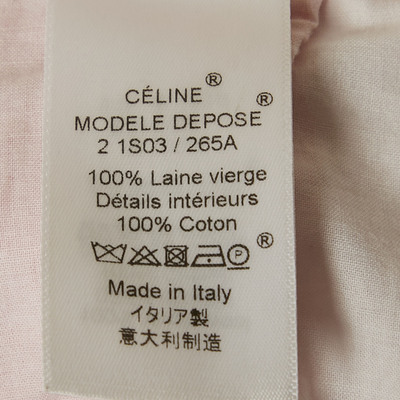 CÉLINE®
MODELE DEPOSE®
2 1S03 / 265A
100% Laine vierge
Détails intérieurs
100% Coton
P®
Made in Italy
イタリア製
意大利制造